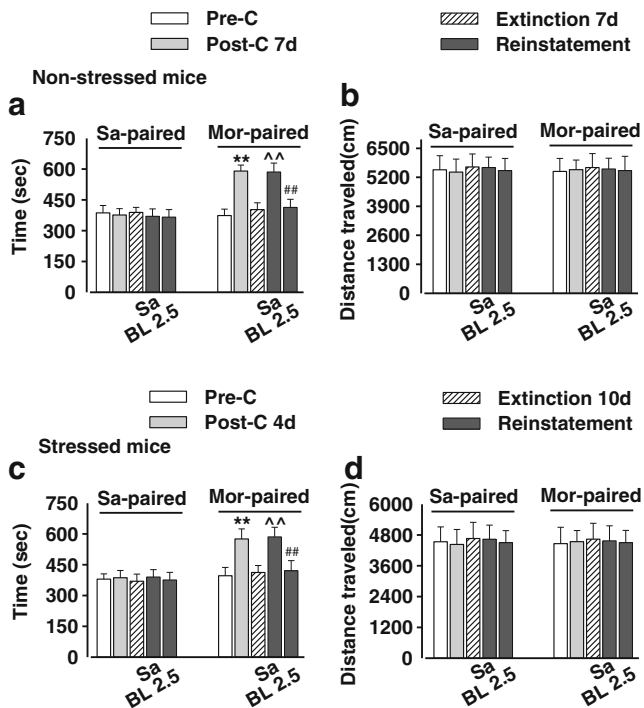 Pre-C
Post-C 7d
Extinction 7d
Reinstatement
Non-stressed mice
a
Sa-paired
Mor-paired
Time (sec)
750
600
450
300
150
0
**
^^
##
Sa
BL 2.5
Sa
BL 2.5
b
Sa-paired
Mor-paired
Distance traveled(cm)
6500
5200
3900
2600
1300
0
Sa
BL 2.5
Sa
BL 2.5
Pre-C
Post-C 4d
Extinction 10d
Reinstatement
Stressed mice
c
Sa-paired
Mor-paired
Time (sec)
750
600
450
300
150
0
**
^^
##
Sa
BL 2.5
Sa
BL 2.5
d
Sa-paired
Mor-paired
Distance traveled(cm)
6000
4800
3600
2400
1200
0
Sa
BL 2.5
Sa
BL 2.5